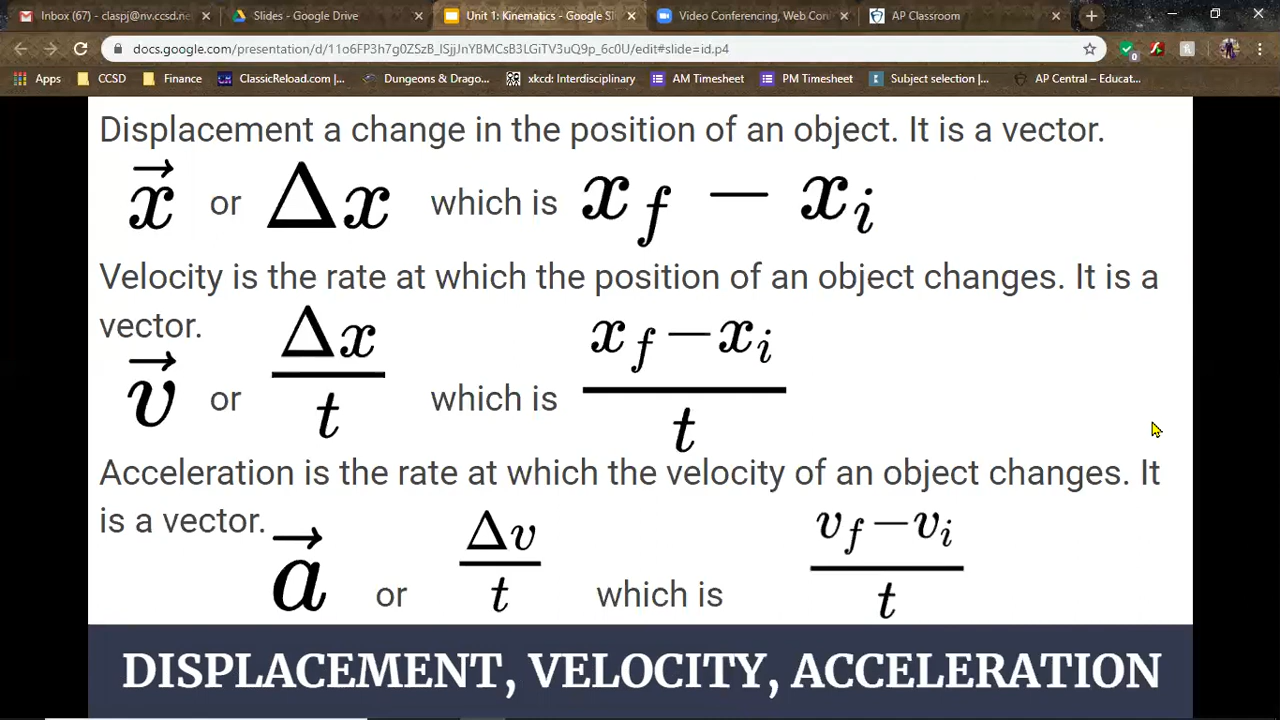 Inbox (67) - claspj@nv.ccsd.ne
Slides - Google Drive
Unit 1: Kinematics - Google Sl
Video Conferencing, Web Con
AP Classroom
docs.google.com/presentation/d/11o6FP3h7g0ZSzB_lSjjJnYBMCsB3LGiTV3uQ9p_6c0U/edit#slide=id.p4
Apps CCSD Finance ClassicReload.com |... Dungeons & Drago... xkcd: Interdisciplinary AM Timesheet PM Timesheet Subject selection |... AP Central – Educat...
Displacement a change in the position of an object. It is a vector.
x⃗ or Δx which is x_f − x_i
Velocity is the rate at which the position of an object changes. It is a
vector.
v⃗ or Δx/t which is x_f−x_i/t
Acceleration is the rate at which the velocity of an object changes. It
is a vector.
a⃗ or Δv/t which is v_f−v_i/t
DISPLACEMENT, VELOCITY, ACCELERATION